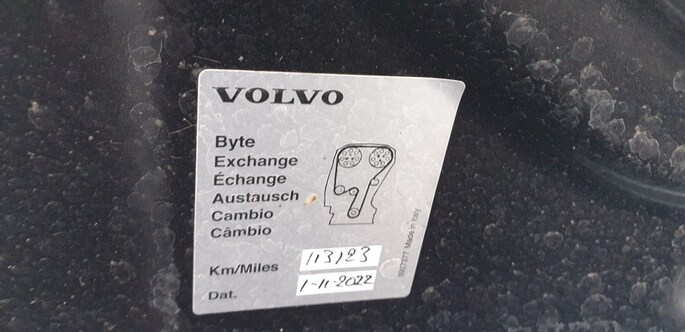 VOLVO
Byte
Exchange
Échange
Austausch
Cambio
Câmbio
Km/Miles 113123
Dat. 1-11-2022
Made in Italy